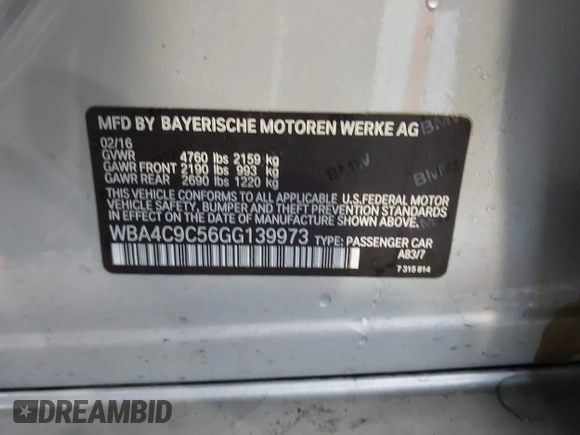 MFD BY BAYERISCHE MOTOREN WERKE AG
02/16
GVWR 4760 lbs 2159 kg
GAWR FRONT 2190 lbs 993 kg
GAWR REAR 2690 lbs 1220 kg
THIS VEHICLE CONFORMS TO ALL APPLICABLE U.S.FEDERAL MOTOR
VEHICLE SAFETY, BUMPER, AND THEFT PREVENTION STANDARDS
IN EFFECT ON THE DATE OF MANUFACTURE SHOWN ABOVE.
WBA4C9C56GG139973 TYPE: PASSENGER CAR
A83/7
7 315 814
BMW
BMW
BMW
DREAMBID